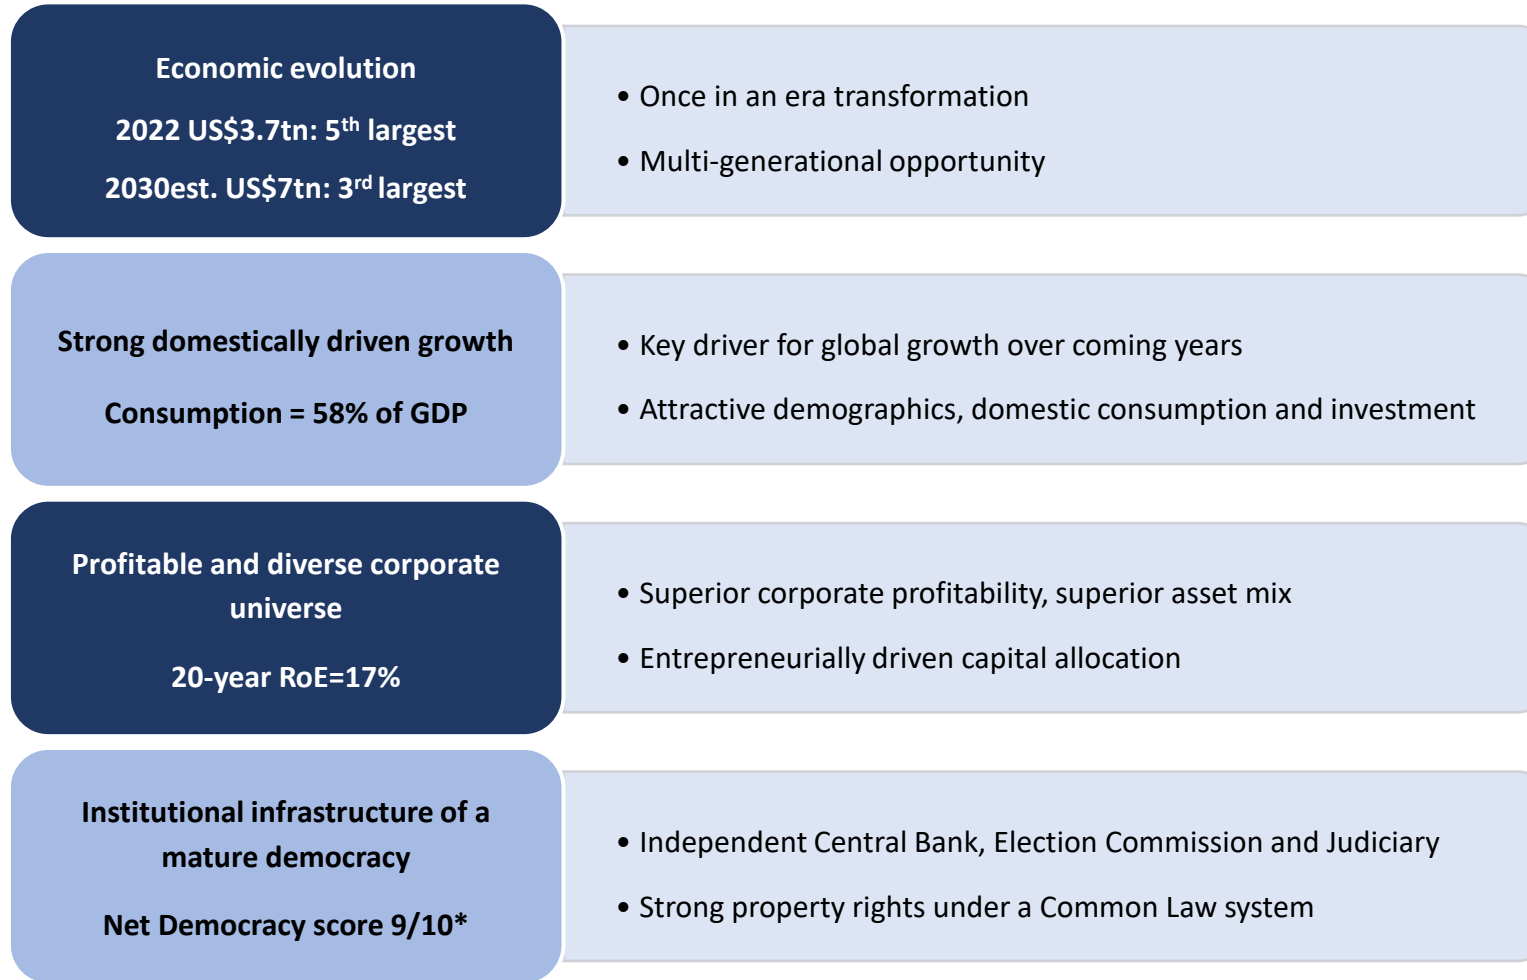 Economic evolution
2022 US$3.7tn: 5th largest
2030est. US$7tn: 3rd largest
• Once in an era transformation
• Multi-generational opportunity
Strong domestically driven growth
Consumption = 58% of GDP
• Key driver for global growth over coming years
• Attractive demographics, domestic consumption and investment
Profitable and diverse corporate
universe
20-year RoE=17%
• Superior corporate profitability, superior asset mix
• Entrepreneurially driven capital allocation
Institutional infrastructure of a
mature democracy
Net Democracy score 9/10*
• Independent Central Bank, Election Commission and Judiciary
• Strong property rights under a Common Law system